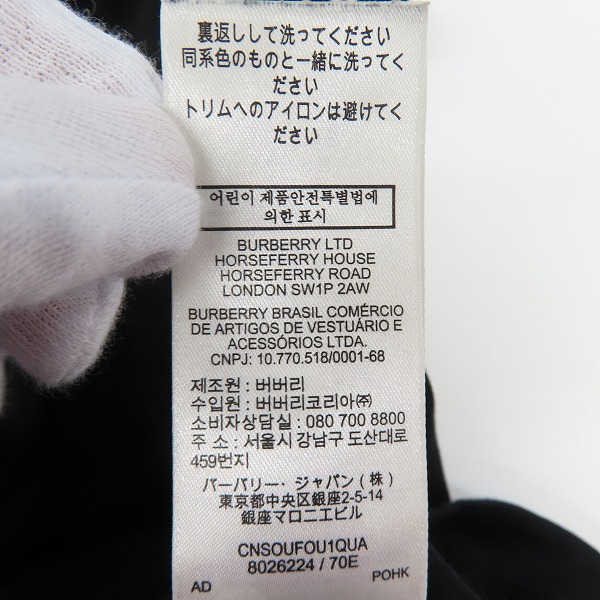 裏返しして洗ってください
同系色のものと一緒に洗ってく
ださい
トリムへのアイロンは避けてく
ださい
어린이 제품안전특별법에
의한 표시
BURBERRY LTD
HORSEFERRY HOUSE
HORSEFERRY ROAD
LONDON SW1P 2AW
BURBERRY BRASIL COMÉRCIO
DE ARTIGOS DE VESTUÁRIO E
ACESSÓRIOS LTDA.
CNPJ: 10.770.518/0001-68
제조원 : 버버리
수입원 : 버버리코리아㈜
소비자상담실 : 080 700 8800
주 소 : 서울시 강남구 도산대로
459번지
バーバリー・ジャパン(株)
東京都中央区銀座2-5-14
銀座マロニエビル
CNSOUFOU1QUA
8026224 / 70E
AD
POHK